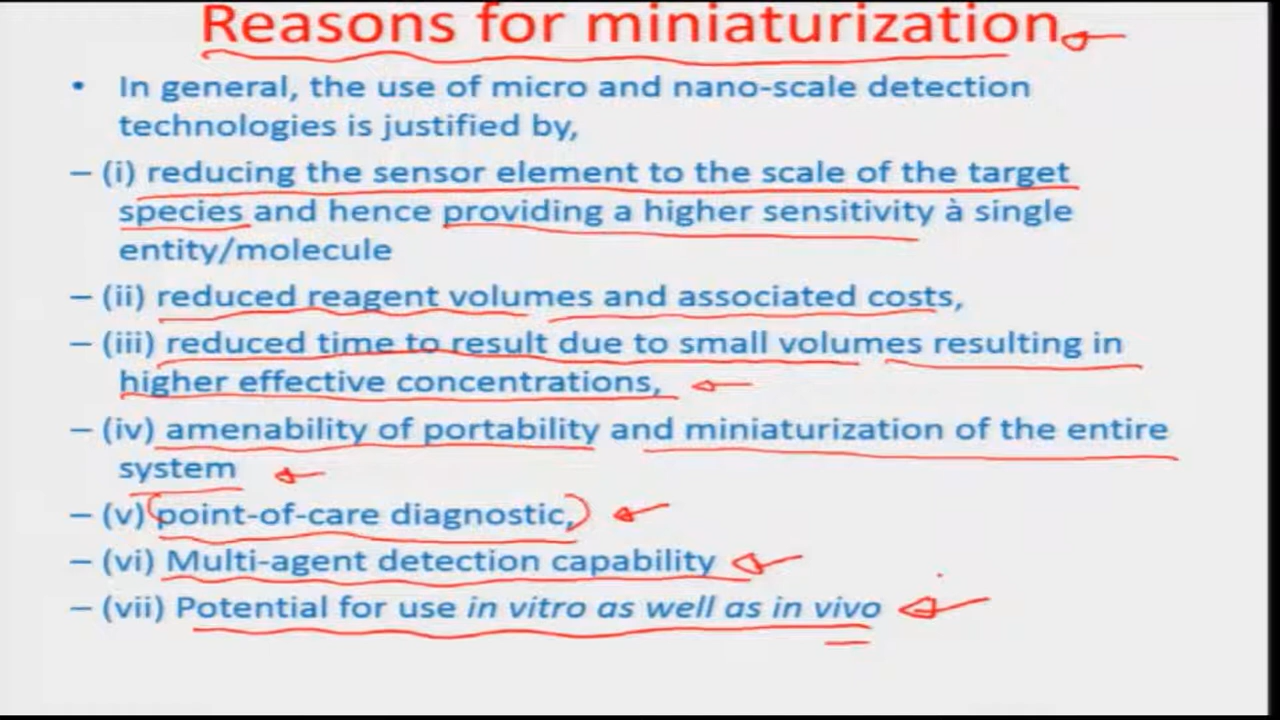 Reasons for miniaturization
• In general, the use of micro and nano-scale detection
technologies is justified by,
– (i) reducing the sensor element to the scale of the target
species and hence providing a higher sensitivity à single
entity/molecule
– (ii) reduced reagent volumes and associated costs,
– (iii) reduced time to result due to small volumes resulting in
higher effective concentrations,
– (iv) amenability of portability and miniaturization of the entire
system
– (v) point-of-care diagnostic,
– (vi) Multi-agent detection capability
– (vii) Potential for use in vitro as well as in vivo